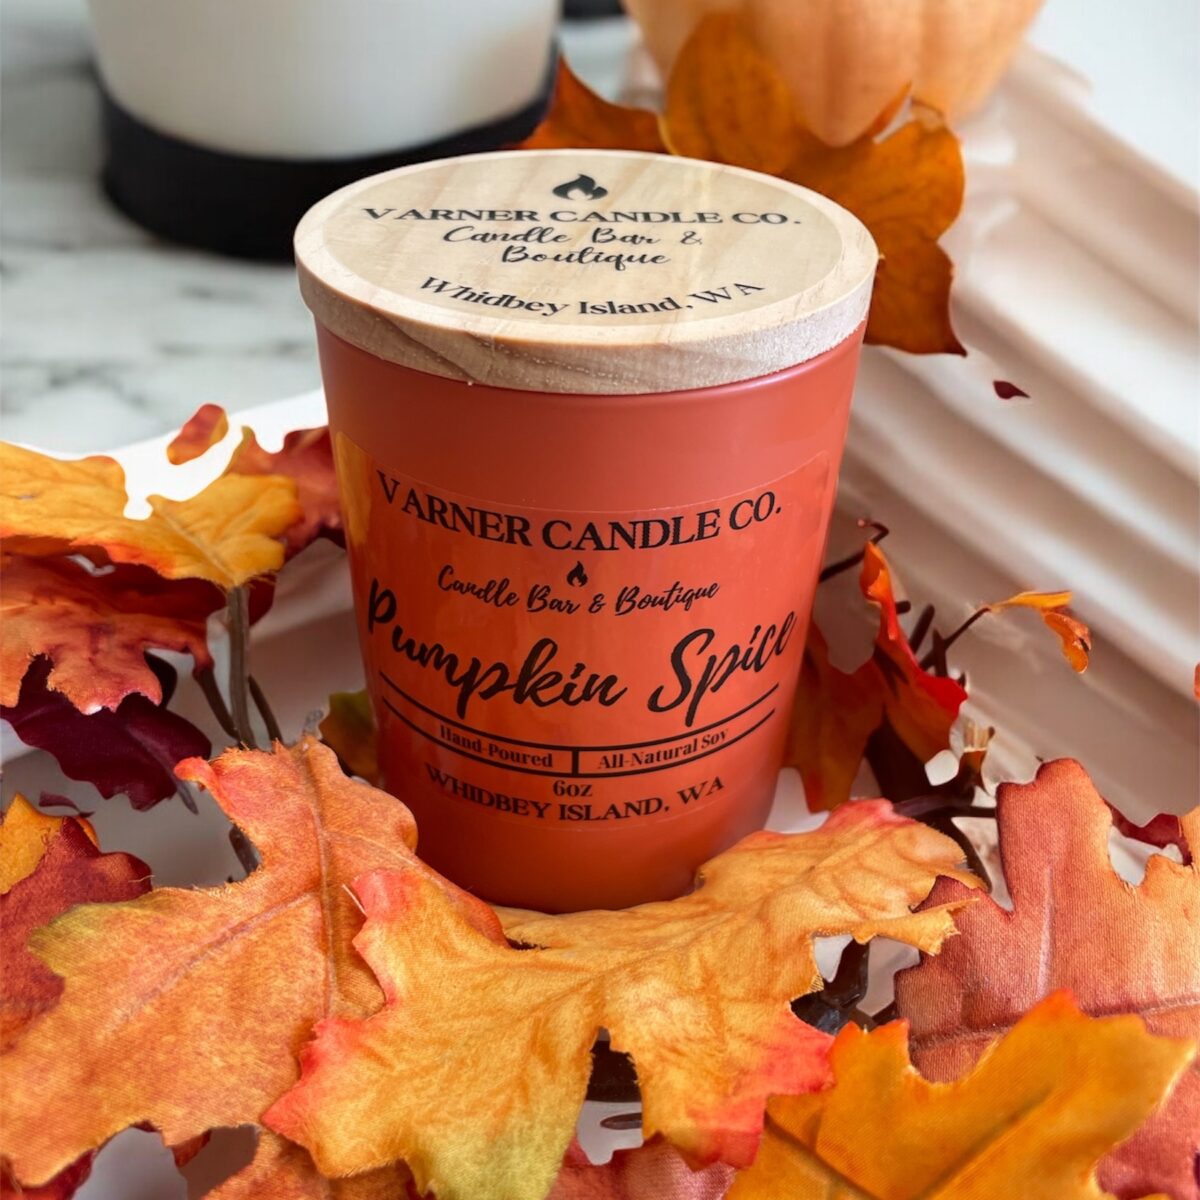 VARNER CANDLE CO.
Candle Bar &
Boutique
Whidbey Island, WA
VARNER CANDLE CO.
Candle Bar & Boutique
Pumpkin Spice
Hand-Poured All-Natural Soy
6oz
WHIDBEY ISLAND, WA